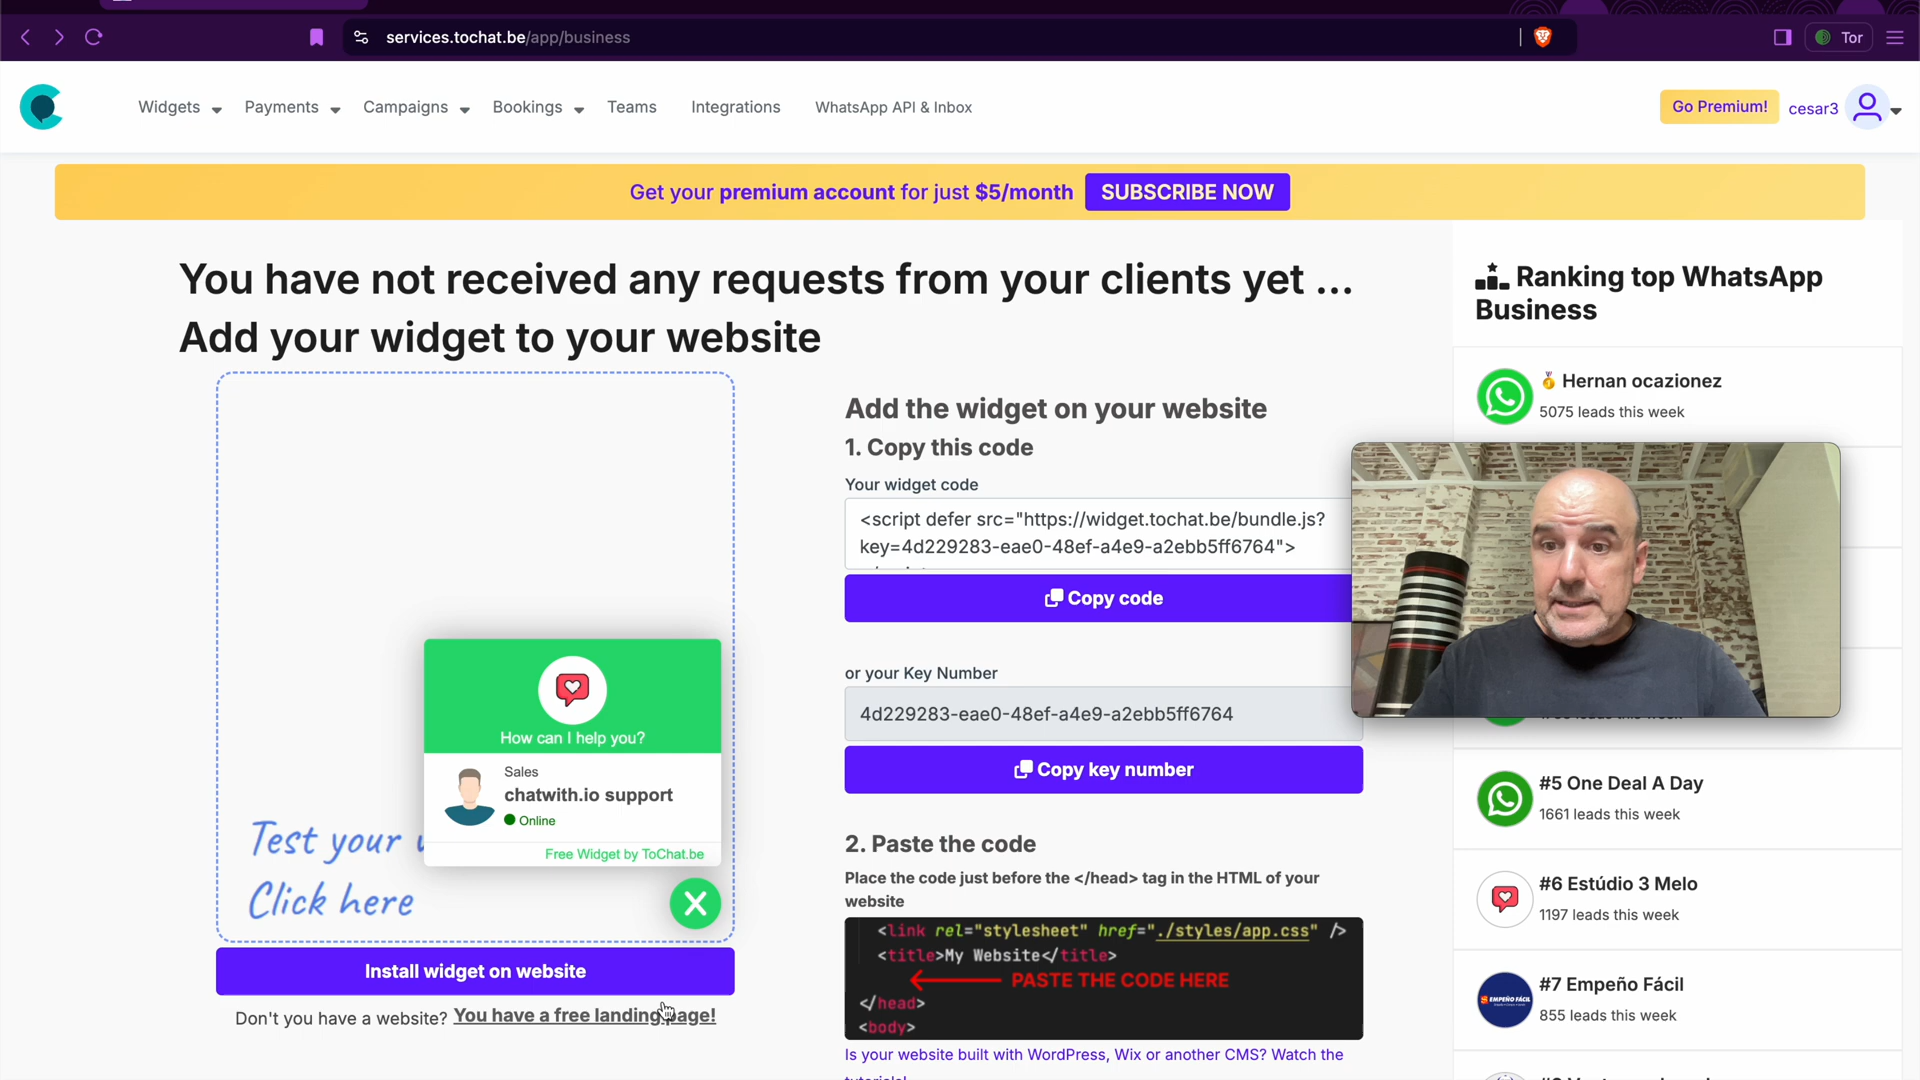 services.tochat.be/app/business
Tor
Widgets
Payments
Campaigns
Bookings
Teams
Integrations
WhatsApp API & Inbox
Go Premium!
cesar3
Get your premium account for just $5/month
SUBSCRIBE NOW
You have not received any requests from your clients yet ...
Add your widget to your website
Test your
Click here
How can I help you?
Sales
chatwith.io support
Online
Free Widget by ToChat.be
Install widget on website
Don't you have a website? You have a free landing page!
Add the widget on your website
1. Copy this code
Your widget code
<script defer src="https://widget.tochat.be/bundle.js?
key=4d229283-eae0-48ef-a4e9-a2ebb5ff6764">
Copy code
or your Key Number
4d229283-eae0-48ef-a4e9-a2ebb5ff6764
Copy key number
2. Paste the code
Place the code just before the </head> tag in the HTML of your
website
<link rel="stylesheet" href="./styles/app.css" />
<title>My Website</title>
PASTE THE CODE HERE
</head>
<body>
Is your website built with WordPress, Wix or another CMS? Watch the
Ranking top WhatsApp
Business
Hernan ocazionez
5075 leads this week
#5 One Deal A Day
1661 leads this week
#6 Estúdio 3 Melo
1197 leads this week
EMPEÑO FÁCIL
#7 Empeño Fácil
855 leads this week